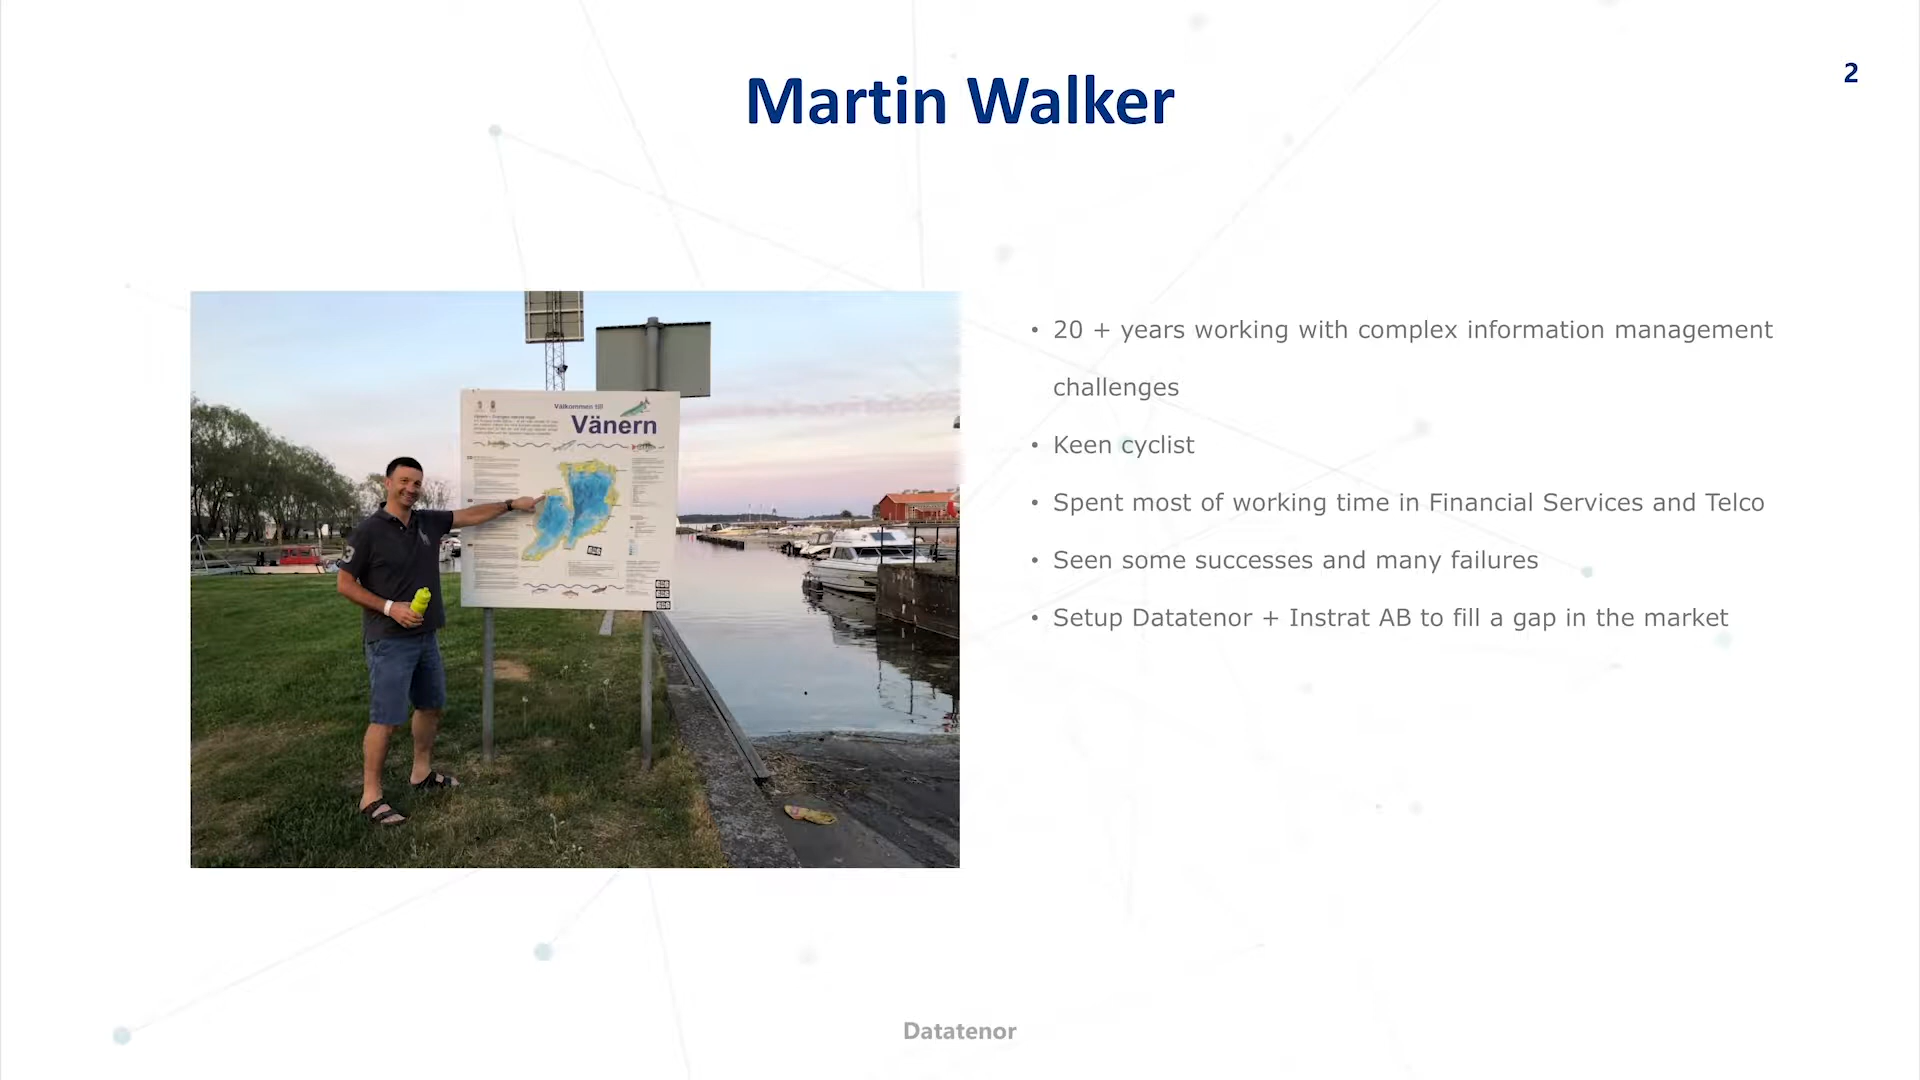 Martin Walker
2
Välkommen till
Vänern
• 20 + years working with complex information management
challenges
• Keen cyclist
• Spent most of working time in Financial Services and Telco
• Seen some successes and many failures
• Setup Datatenor + Instrat AB to fill a gap in the market
Datatenor